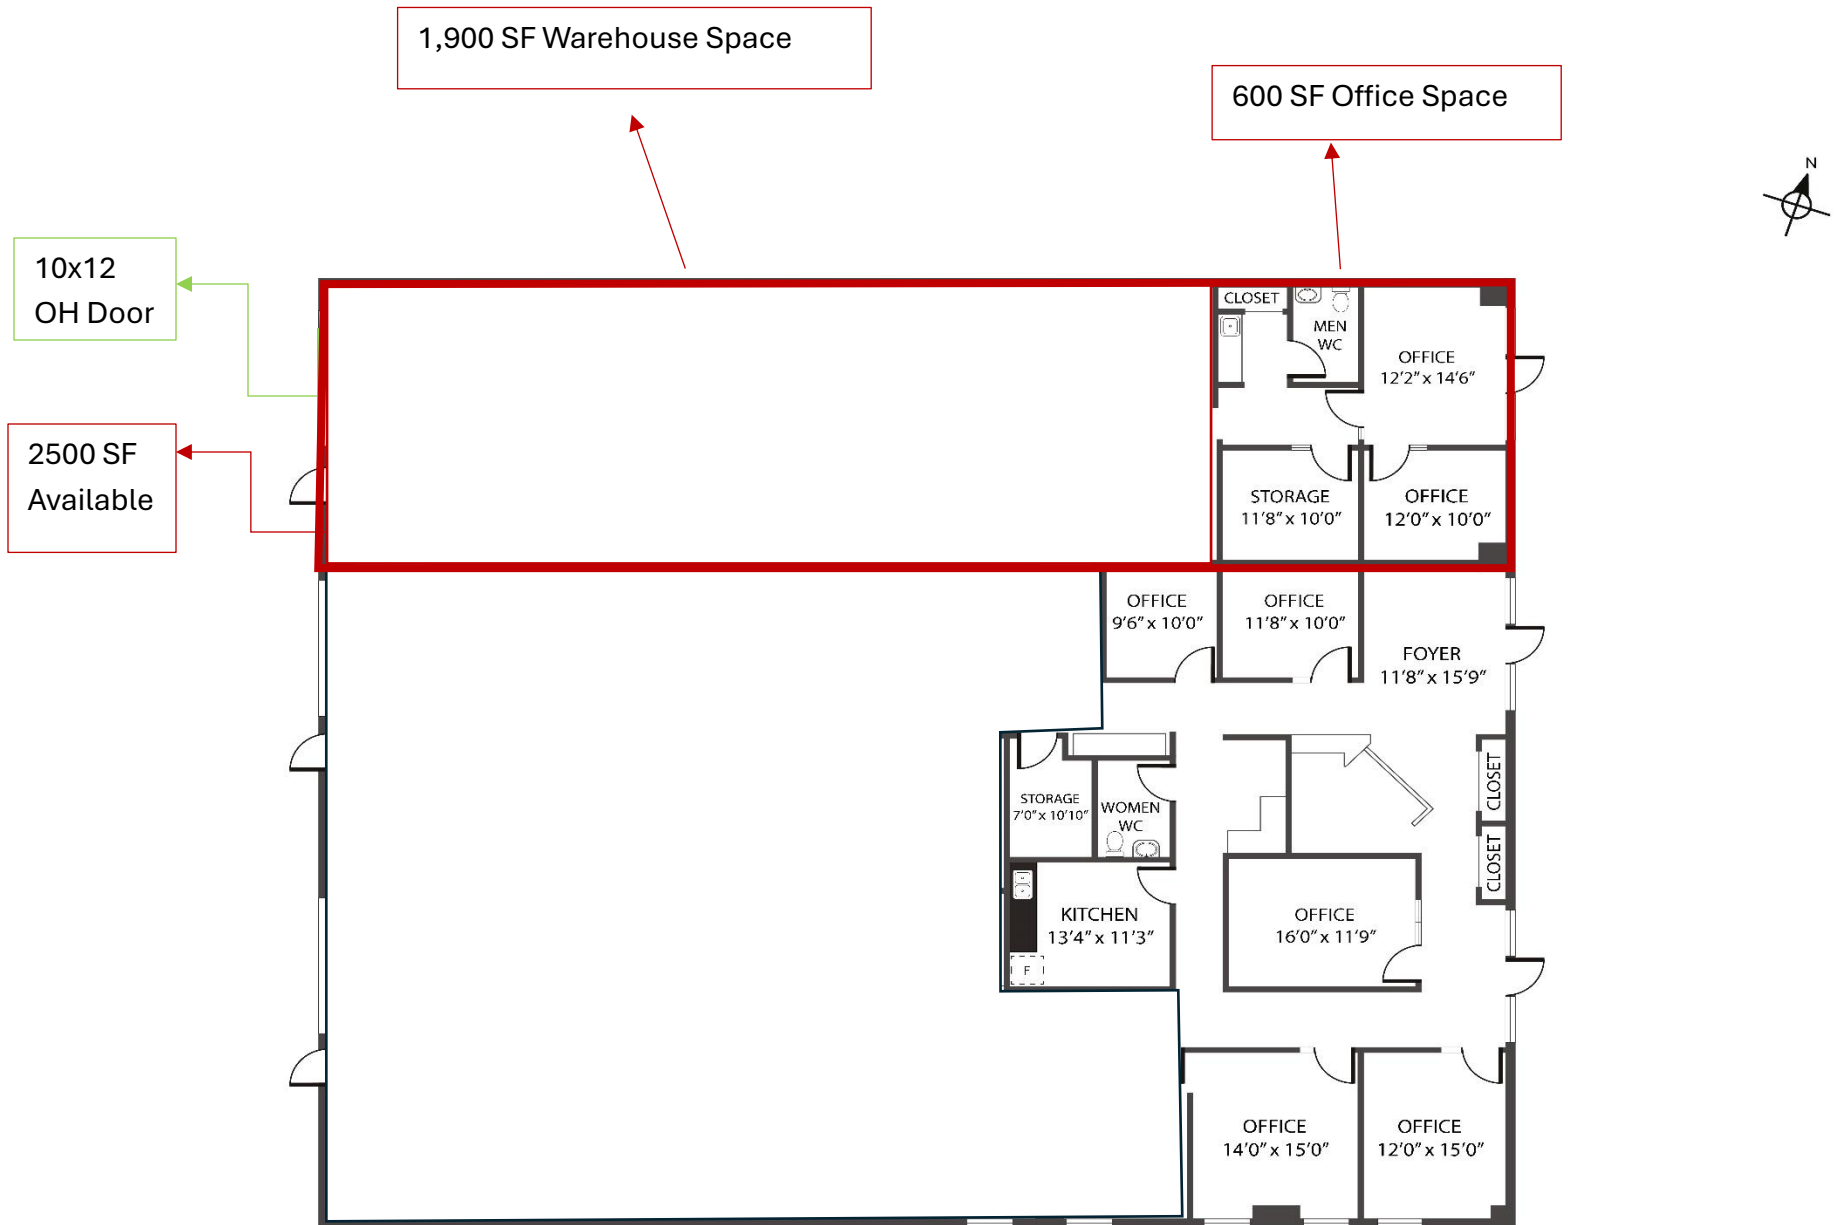 1,900 SF Warehouse Space
600 SF Office Space
N
10x12
OH Door
2500 SF
Available
CLOSET
MEN
WC
OFFICE
12'2" x 14'6"
STORAGE
11'8" x 10'0"
OFFICE
12'0" x 10'0"
OFFICE
9'6" x 10'0"
OFFICE
11'8" x 10'0"
FOYER
11'8" x 15'9"
STORAGE
7'0" x 10'10"
WOMEN
WC
CLOSET
CLOSET
KITCHEN
13'4" x 11'3"
F
OFFICE
16'0" x 11'9"
OFFICE
14'0" x 15'0"
OFFICE
12'0" x 15'0"